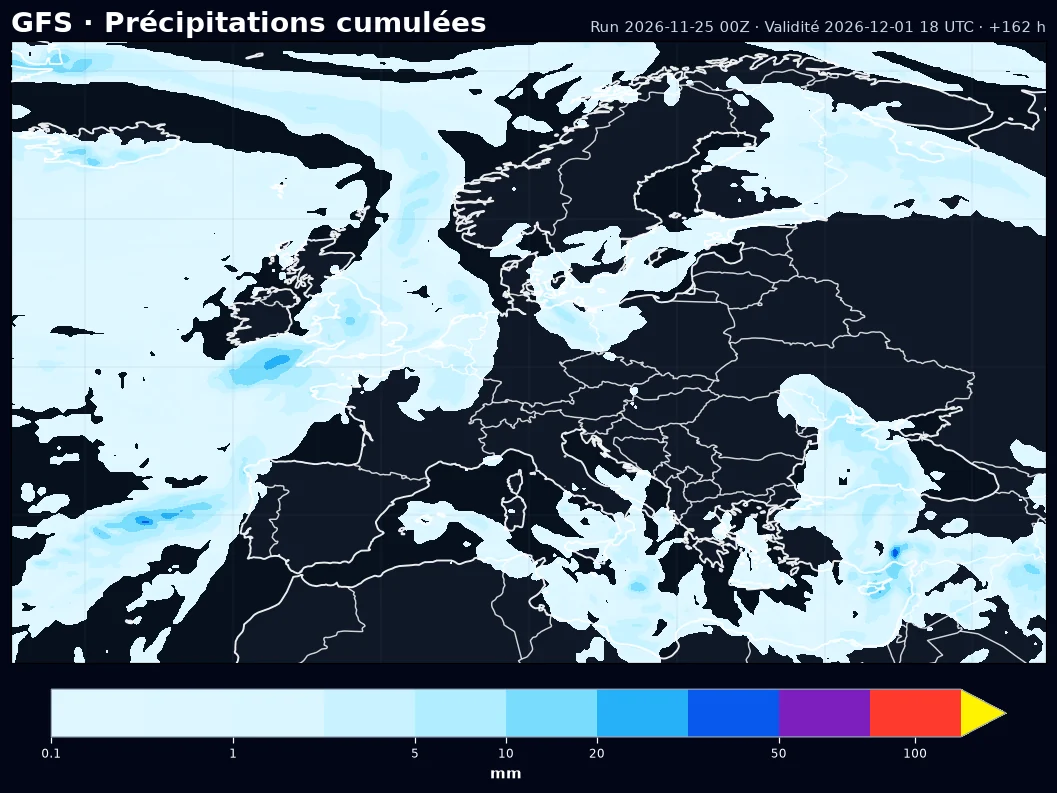 GFS · Précipitations cumulées
Run 2026-11-25 00Z · Validité 2026-12-01 18 UTC · +162 h
0.1 1 5 10 20 50 100
mm